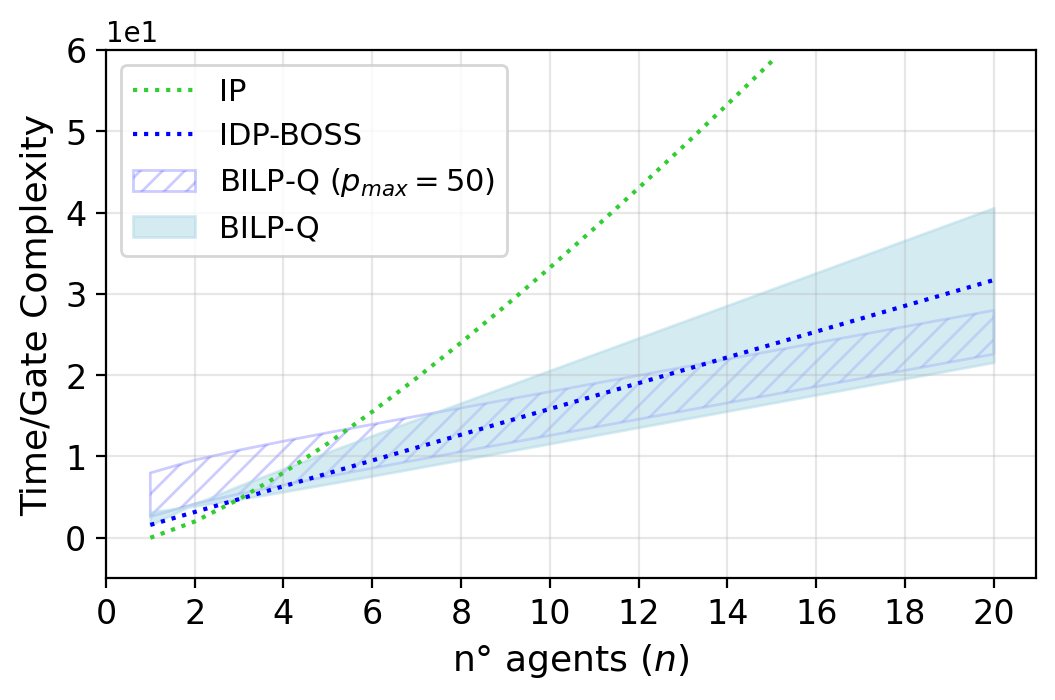 1e1
6
5
4
3
2
1
0
Time/Gate Complexity
IP
IDP-BOSS
BILP-Q (p_max = 50)
BILP-Q
0 2 4 6 8 10 12 14 16 18 20
n° agents (n)